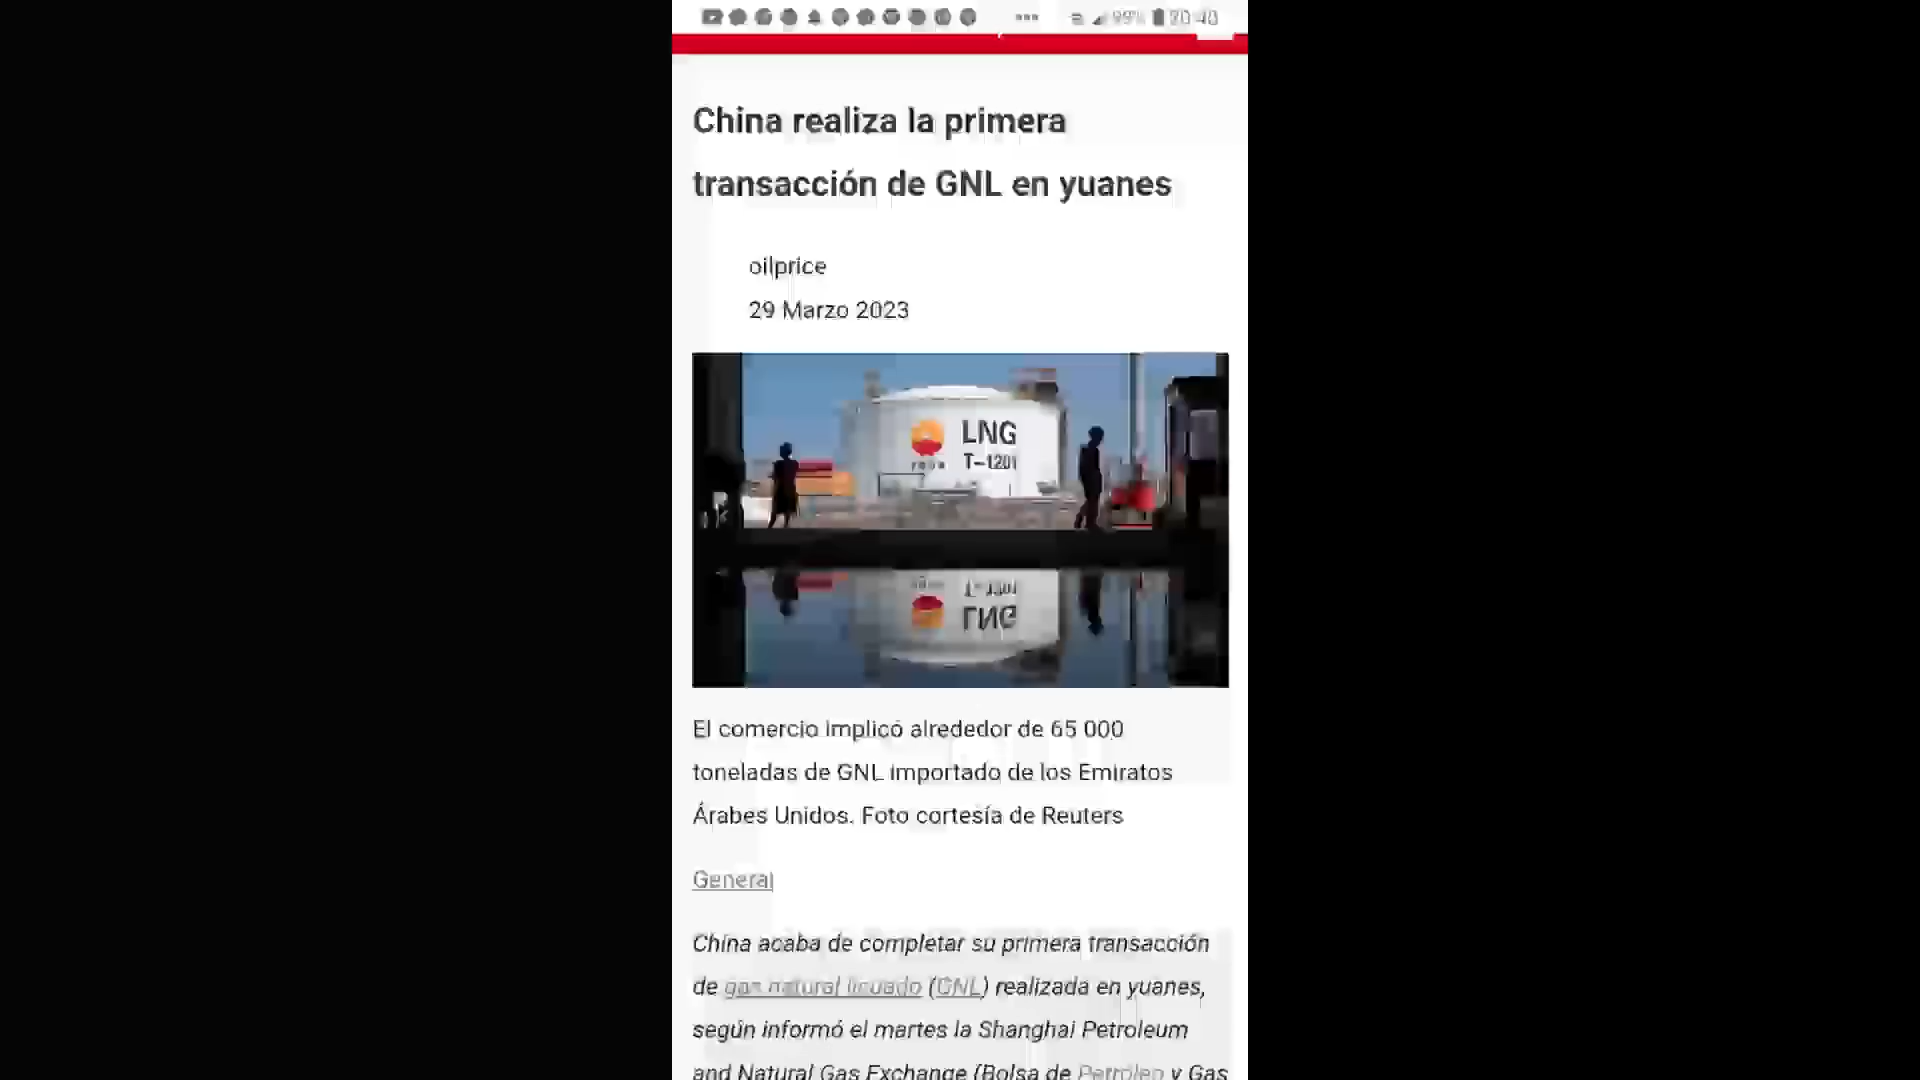 99% 20:40
China realiza la primera
transacción de GNL en yuanes
oilprice
29 Marzo 2023
LNG
T-1201
El comercio implicó alrededor de 65 000
toneladas de GNL importado de los Emiratos
Árabes Unidos. Foto cortesía de Reuters
General
China acaba de completar su primera transacción
de gas natural licuado (GNL) realizada en yuanes,
según informó el martes la Shanghai Petroleum
and Natural Gas Exchange (Bolsa de Petróleo y Gas